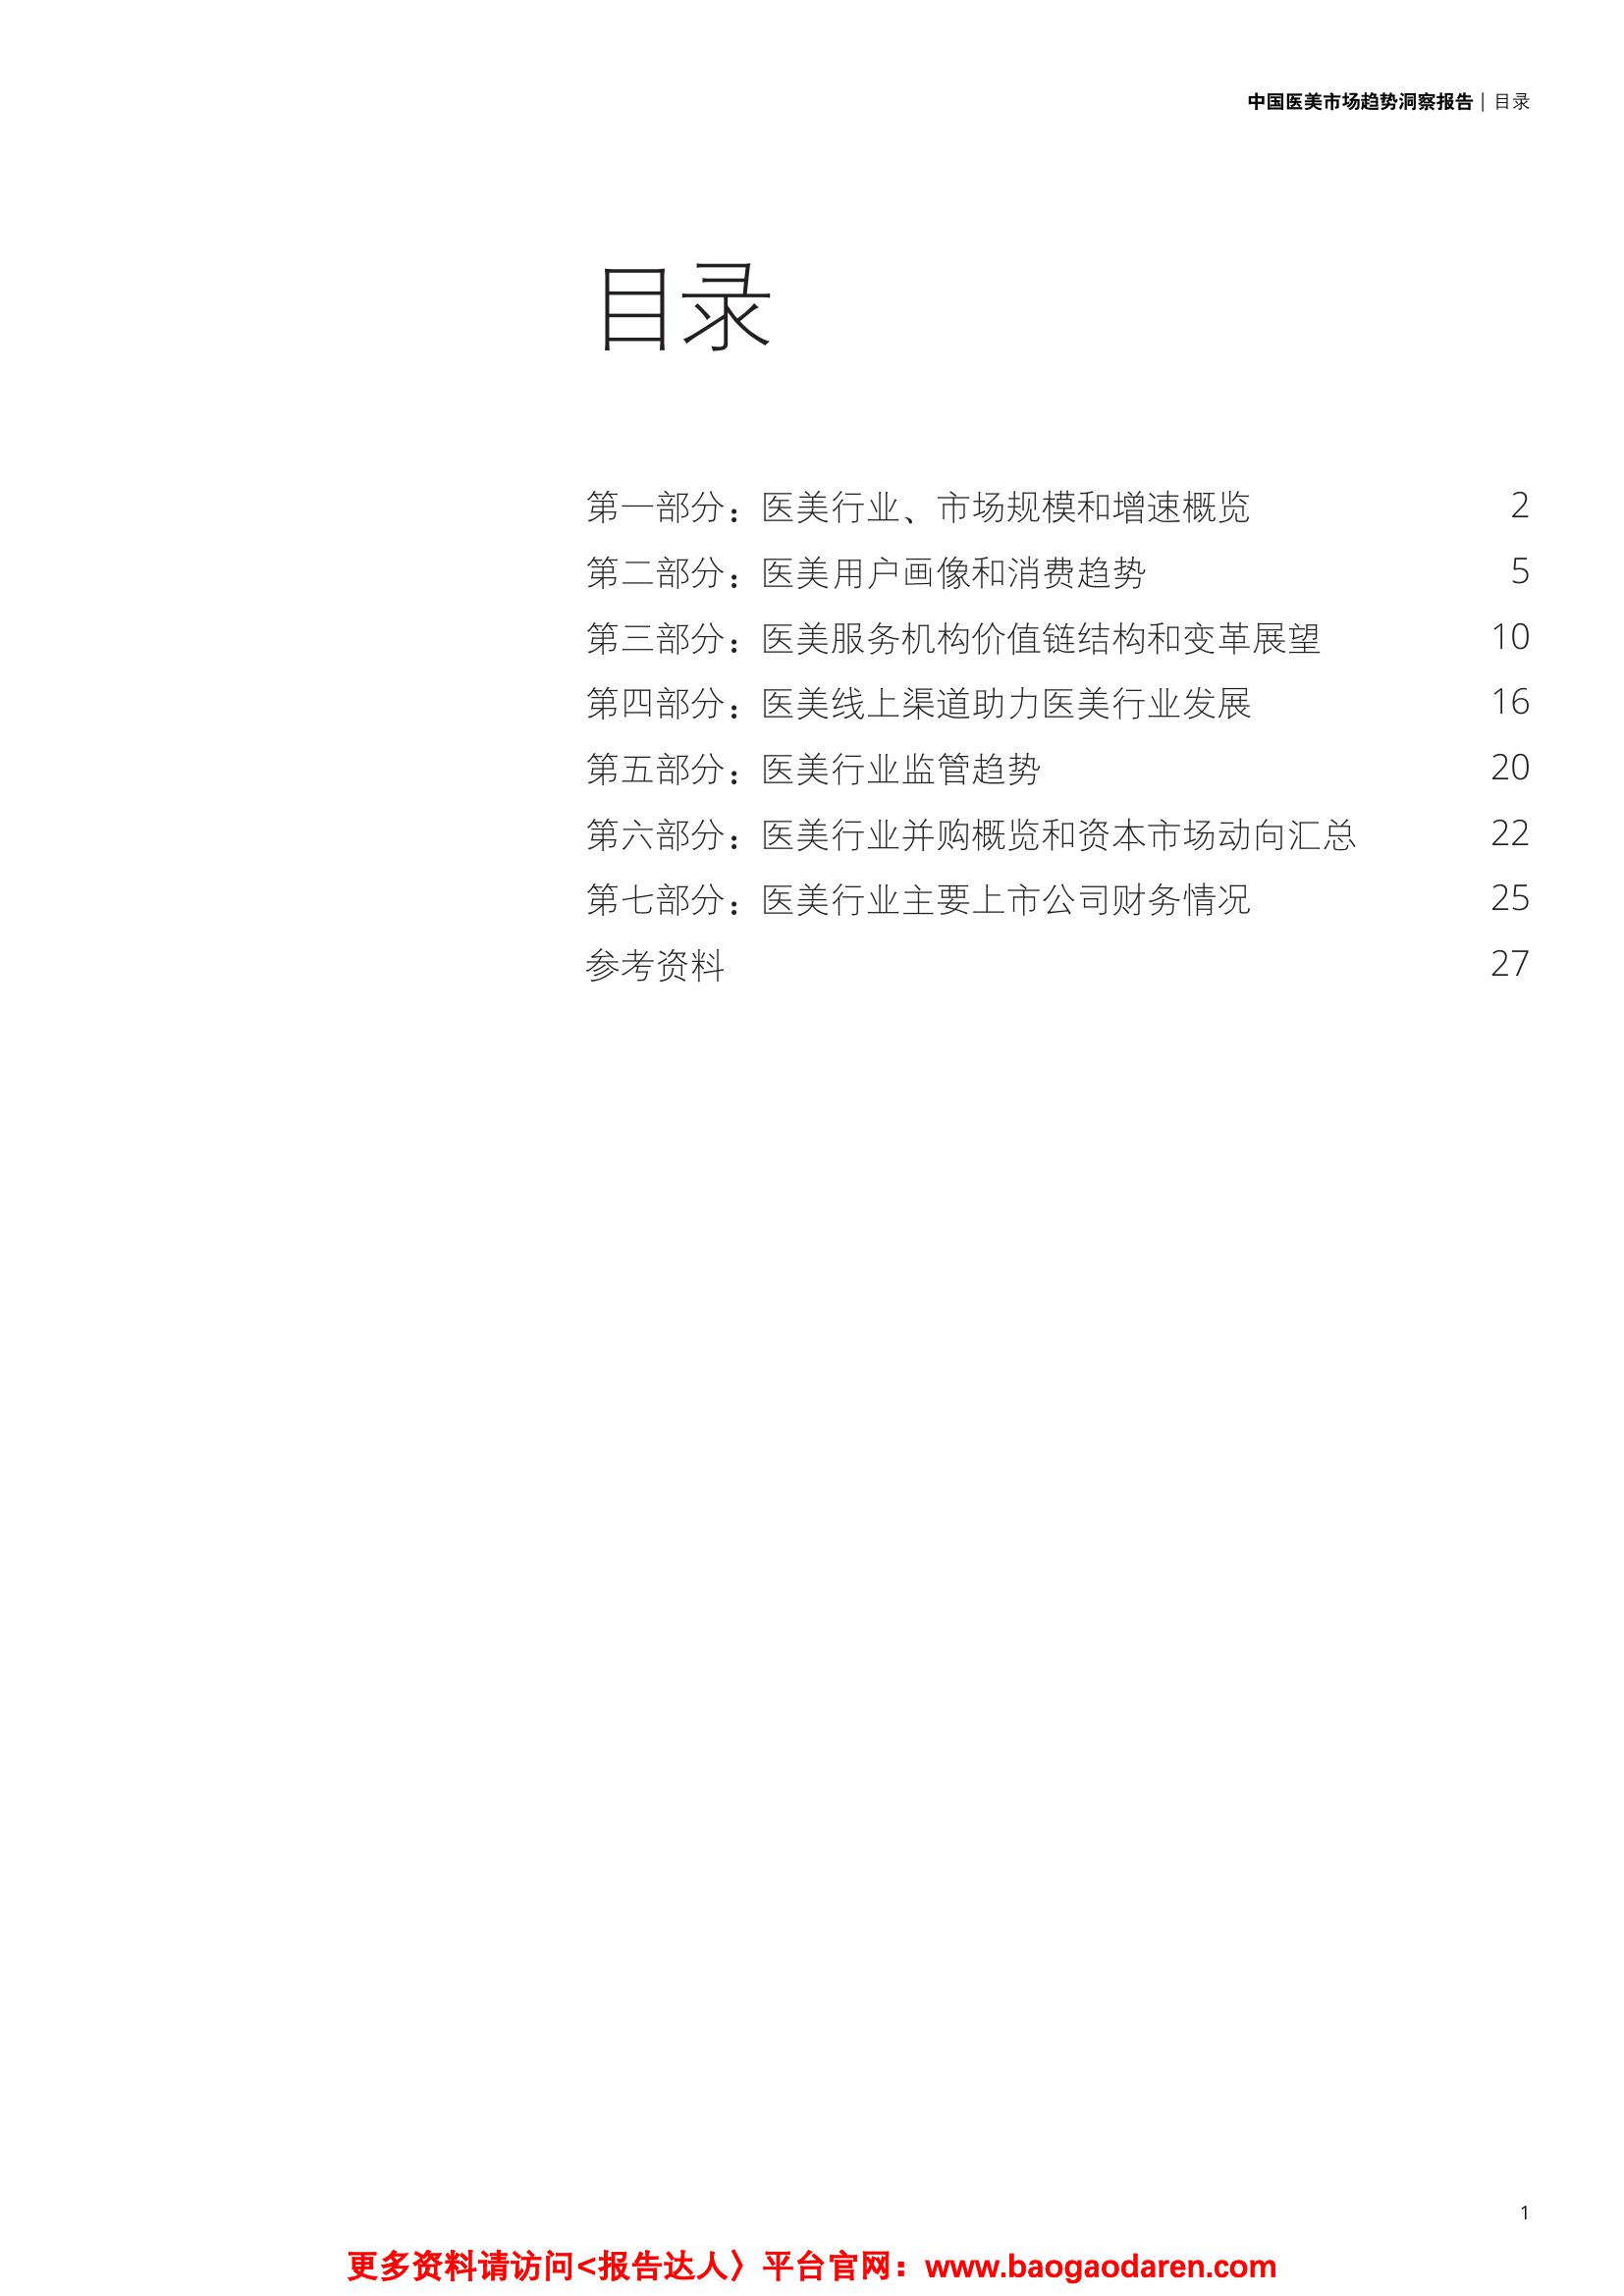 中国医美市场趋势洞察报告 | 目录
目录
第一部分：医美行业、市场规模和增速概览 2
第二部分：医美用户画像和消费趋势 5
第三部分：医美服务机构价值链结构和变革展望 10
第四部分：医美线上渠道助力医美行业发展 16
第五部分：医美行业监管趋势 20
第六部分：医美行业并购概览和资本市场动向汇总 22
第七部分：医美行业主要上市公司财务情况 25
参考资料 27
1
更多资料请访问<报告达人〉平台官网：www.baogaodaren.com